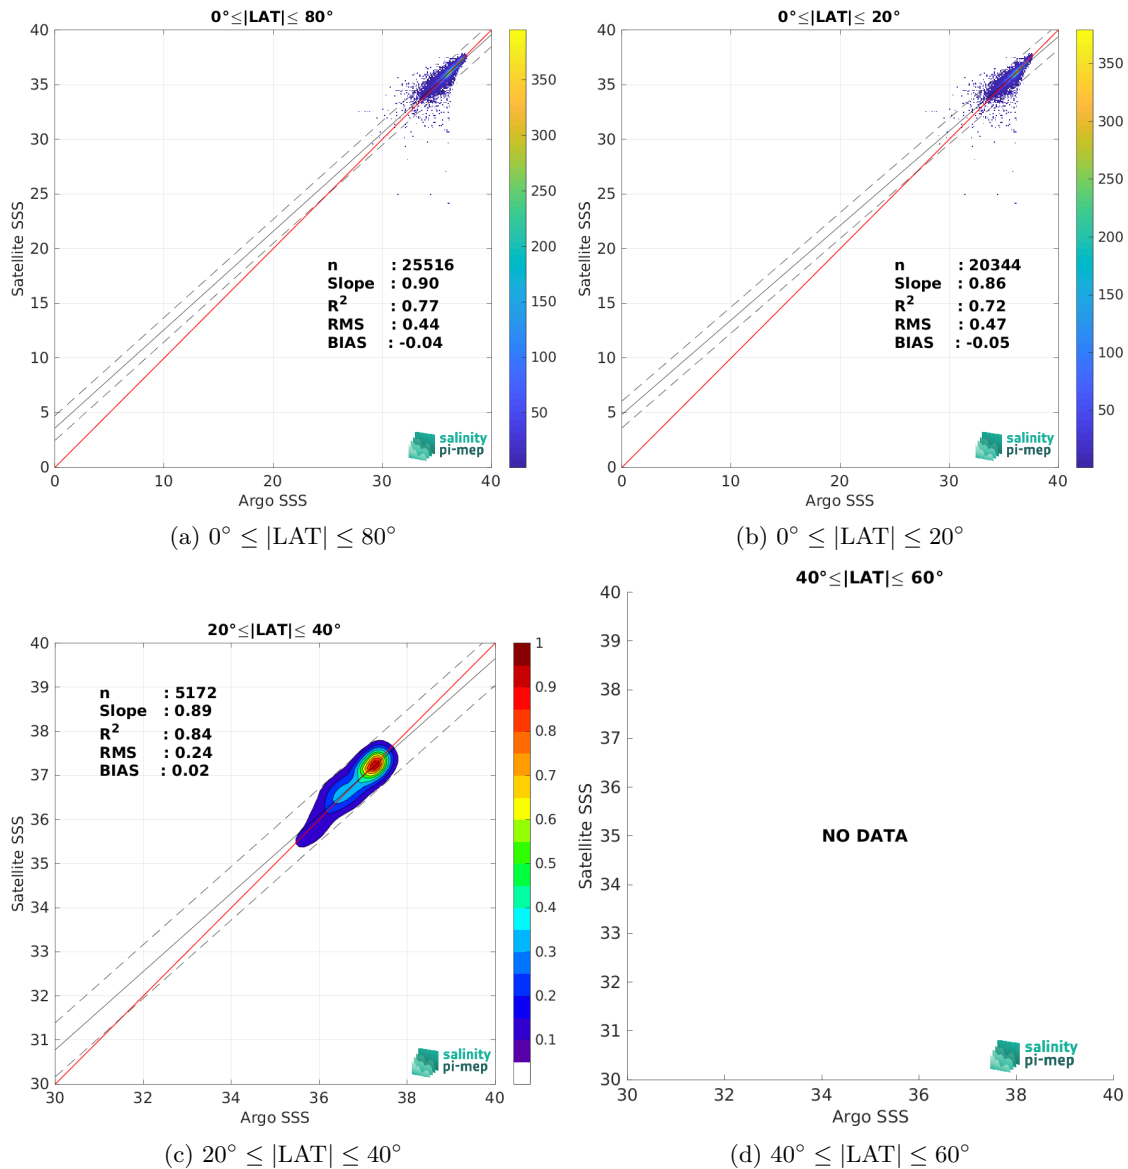 0°≤|LAT|≤ 80°
40
35
30
25
20
15
10
5
0
Satellite SSS
n : 25516
Slope : 0.90
R² : 0.77
RMS : 0.44
BIAS : -0.04
salinity
pi-mep
0 10 20 30 40
Argo SSS
350
300
250
200
150
100
50
(a) 0° ≤ |LAT| ≤ 80°
0°≤|LAT|≤ 20°
40
35
30
25
20
15
10
5
0
Satellite SSS
n : 20344
Slope : 0.86
R² : 0.72
RMS : 0.47
BIAS : -0.05
salinity
pi-mep
0 10 20 30 40
Argo SSS
350
300
250
200
150
100
50
(b) 0° ≤ |LAT| ≤ 20°
20°≤|LAT|≤ 40°
40
39
38
37
36
35
34
33
32
31
30
Satellite SSS
n : 5172
Slope : 0.89
R² : 0.84
RMS : 0.24
BIAS : 0.02
salinity
pi-mep
30 32 34 36 38 40
Argo SSS
1
0.9
0.8
0.7
0.6
0.5
0.4
0.3
0.2
0.1
(c) 20° ≤ |LAT| ≤ 40°
40°≤|LAT|≤ 60°
40
39
38
37
36
35
34
33
32
31
30
Satellite SSS
NO DATA
salinity
pi-mep
30 32 34 36 38 40
Argo SSS
(d) 40° ≤ |LAT| ≤ 60°